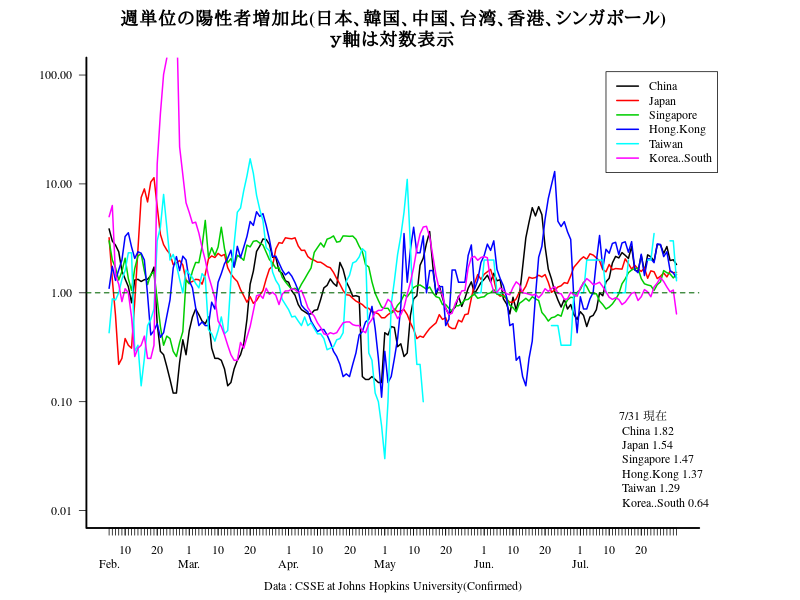 週単位の陽性者増加比(日本、韓国、中国、台湾、香港、シンガポール)
y軸は対数表示
100.00
10.00
1.00
0.10
0.01
China
Japan
Singapore
Hong.Kong
Taiwan
Korea..South
7/31 現在
China 1.82
Japan 1.54
Singapore 1.47
Hong.Kong 1.37
Taiwan 1.29
Korea..South 0.64
10 20 1 10 20 1 10 20 1 10 20 1 10 20 1 10 20
Feb. Mar. Apr. May Jun. Jul.
Data : CSSE at Johns Hopkins University(Confirmed)